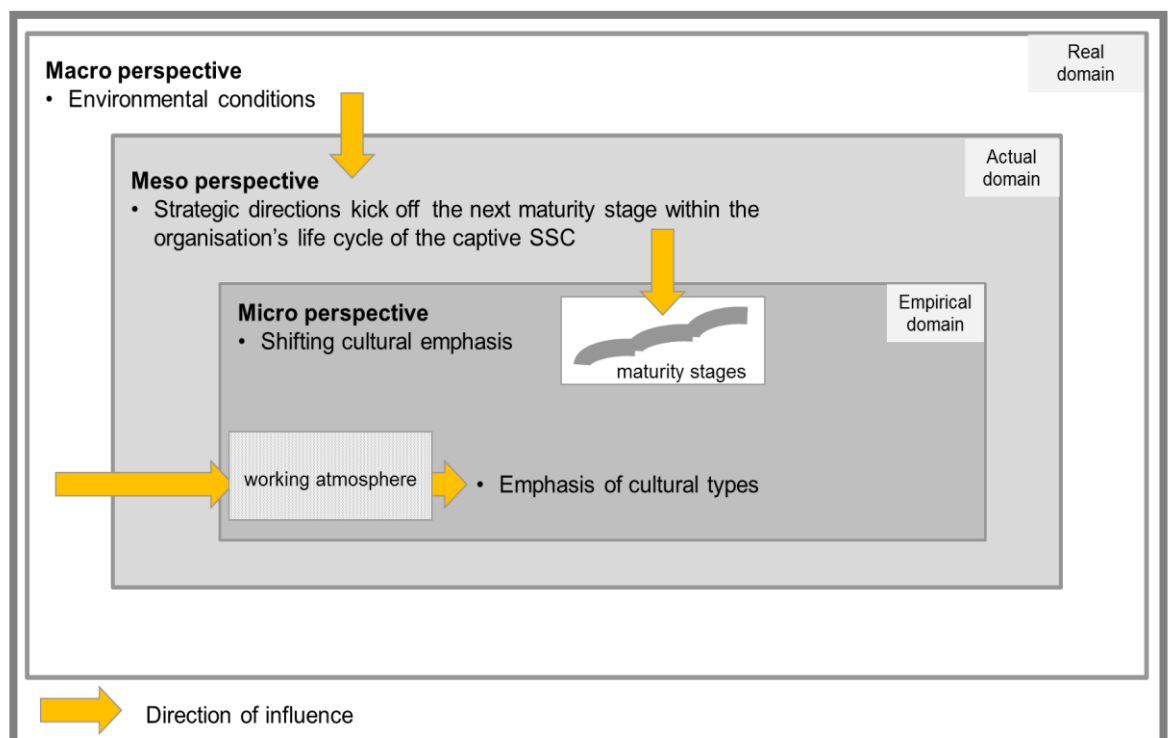 Real
domain
Macro perspective
• Environmental conditions
Actual
domain
Meso perspective
• Strategic directions kick off the next maturity stage within the
organisation's life cycle of the captive SSC
Empirical
domain
Micro perspective
• Shifting cultural emphasis
maturity stages
working atmosphere
• Emphasis of cultural types
Direction of influence